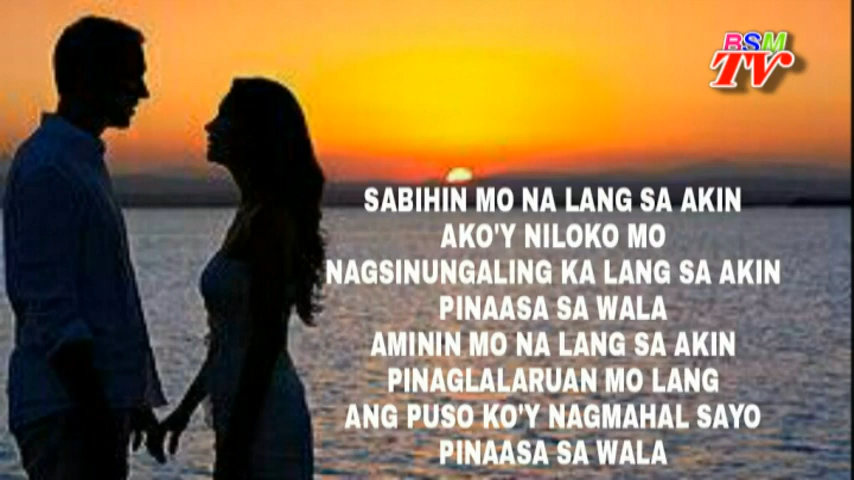 BSM
TV
SABIHIN MO NA LANG SA AKIN
AKO'Y NILOKO MO
NAGSINUNGALING KA LANG SA AKIN
PINAASA SA WALA
AMININ MO NA LANG SA AKIN
PINAGLALARUAN MO LANG
ANG PUSO KO'Y NAGMAHAL SAYO
PINAASA SA WALA